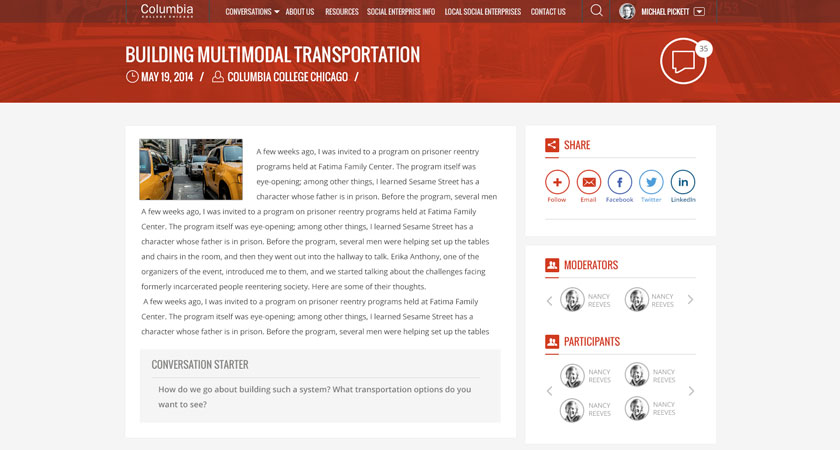 Columbia
COLLEGE CHICAGO
CONVERSATIONS
ABOUT US
RESOURCES
SOCIAL ENTERPRISE INFO
LOCAL SOCIAL ENTERPRISES
CONTACT US
MICHAEL PICKETT
BUILDING MULTIMODAL TRANSPORTATION
35
MAY 19, 2014 / COLUMBIA COLLEGE CHICAGO /
A few weeks ago, I was invited to a program on prisoner reentry
programs held at Fatima Family Center. The program itself was
eye-opening; among other things, I learned Sesame Street has a
character whose father is in prison. Before the program, several men
A few weeks ago, I was invited to a program on prisoner reentry programs held at Fatima Family
Center. The program itself was eye-opening; among other things, I learned Sesame Street has a
character whose father is in prison. Before the program, several men were helping set up the tables
and chairs in the room, and then they went out into the hallway to talk. Erika Anthony, one of the
organizers of the event, introduced me to them, and we started talking about the challenges facing
formerly incarcerated people reentering society. Here are some of their thoughts.
A few weeks ago, I was invited to a program on prisoner reentry programs held at Fatima Family
Center. The program itself was eye-opening; among other things, I learned Sesame Street has a
character whose father is in prison. Before the program, several men were helping set up the tables
CONVERSATION STARTER
How do we go about building such a system? What transportation options do you
want to see?
SHARE
Follow
Email
Facebook
Twitter
LinkedIn
MODERATORS
NANCY
REEVES
NANCY
REEVES
PARTICIPANTS
NANCY
REEVES
NANCY
REEVES
NANCY
REEVES
NANCY
REEVES